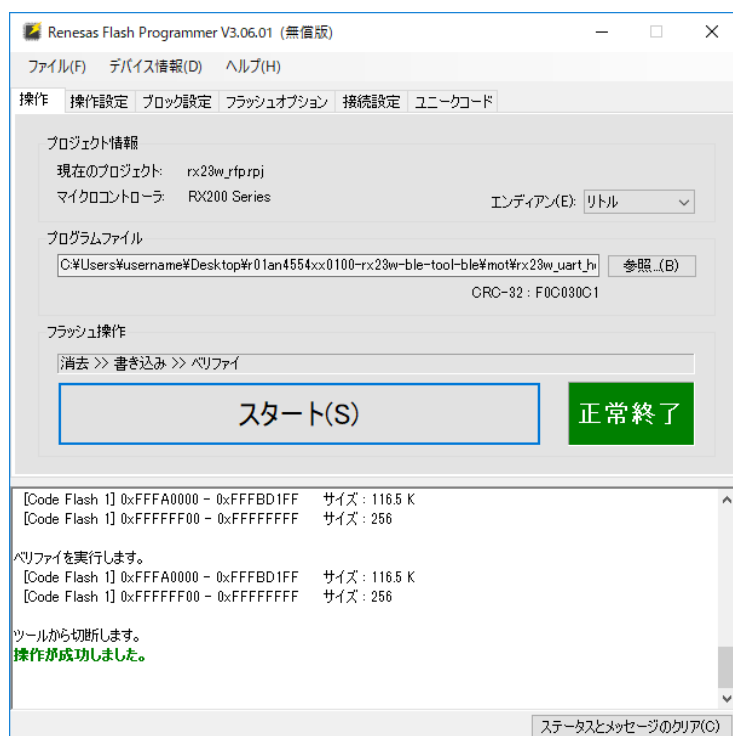 Renesas Flash Programmer V3.06.01 (無償版)
ファイル(F) デバイス情報(D) ヘルプ(H)
操作 操作設定 ブロック設定 フラッシュオプション 接続設定 ユニークコード
プロジェクト情報
現在のプロジェクト: rx23w_rfp.rpj
マイクロコントローラ: RX200 Series エンディアン(E): リトル
プログラムファイル
C:¥Users¥username¥Desktop¥r01an4554xx0100-rx23w-ble-tool-ble¥mot¥rx23w_uart_h 参照...(B)
CRC-32 : F0C030C1
フラッシュ操作
消去 >> 書き込み >> ベリファイ
スタート(S) 正常終了
[Code Flash 1] 0xFFFA0000 - 0xFFFBD1FF サイズ : 116.5 K
[Code Flash 1] 0xFFFFFF00 - 0xFFFFFFFF サイズ : 256
ベリファイを実行します。
[Code Flash 1] 0xFFFA0000 - 0xFFFBD1FF サイズ : 116.5 K
[Code Flash 1] 0xFFFFFF00 - 0xFFFFFFFF サイズ : 256
ツールから切断します。
操作が成功しました。
ステータスとメッセージのクリア(C)